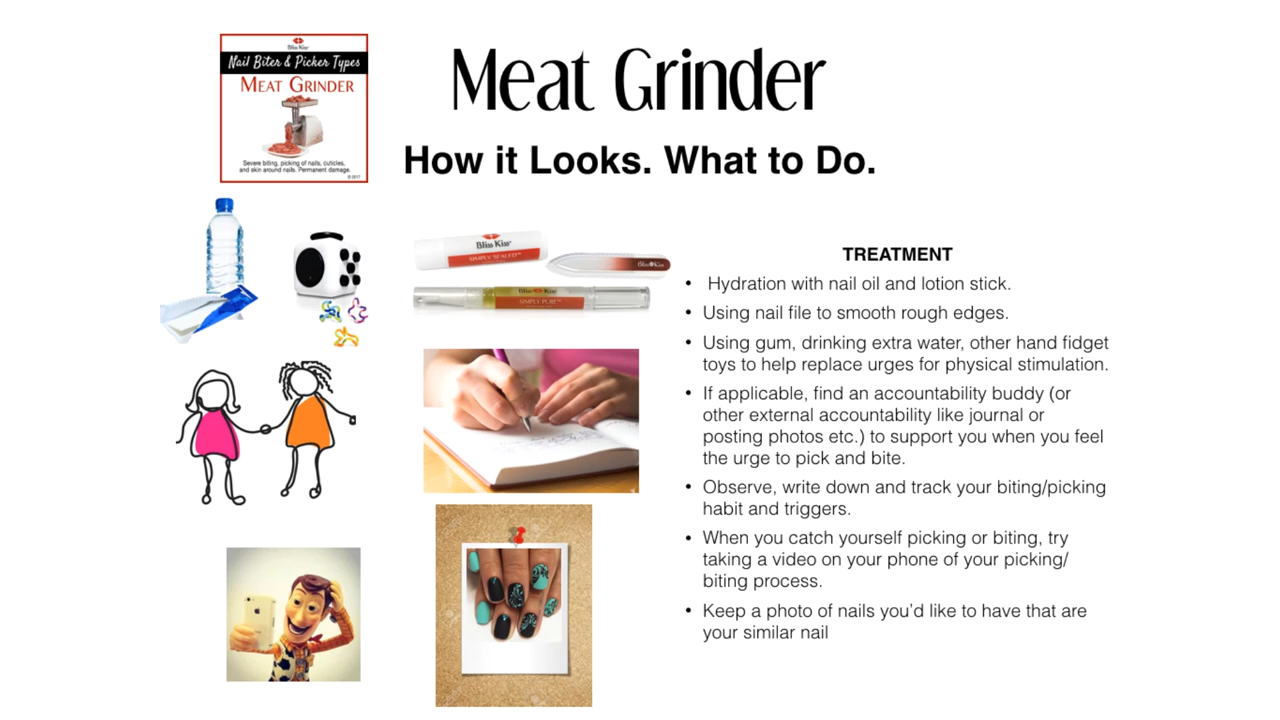 Bliss Kiss
Nail Biter & Picker Types
MEAT GRINDER
Severe biting, picking of nails, cuticles,
and skin around nails. Permanent damage.
© 2017
Meat Grinder
How it Looks. What to Do.
Bliss Kiss
SIMPLY SEALED™
Bliss Kiss
Bliss Kiss
SIMPLY PURE™
TREATMENT
• Hydration with nail oil and lotion stick.
• Using nail file to smooth rough edges.
• Using gum, drinking extra water, other hand fidget
toys to help replace urges for physical stimulation.
• If applicable, find an accountability buddy (or
other external accountability like journal or
posting photos etc.) to support you when you feel
the urge to pick and bite.
• Observe, write down and track your biting/picking
habit and triggers.
• When you catch yourself picking or biting, try
taking a video on your phone of your picking/
biting process.
• Keep a photo of nails you'd like to have that are
your similar nail